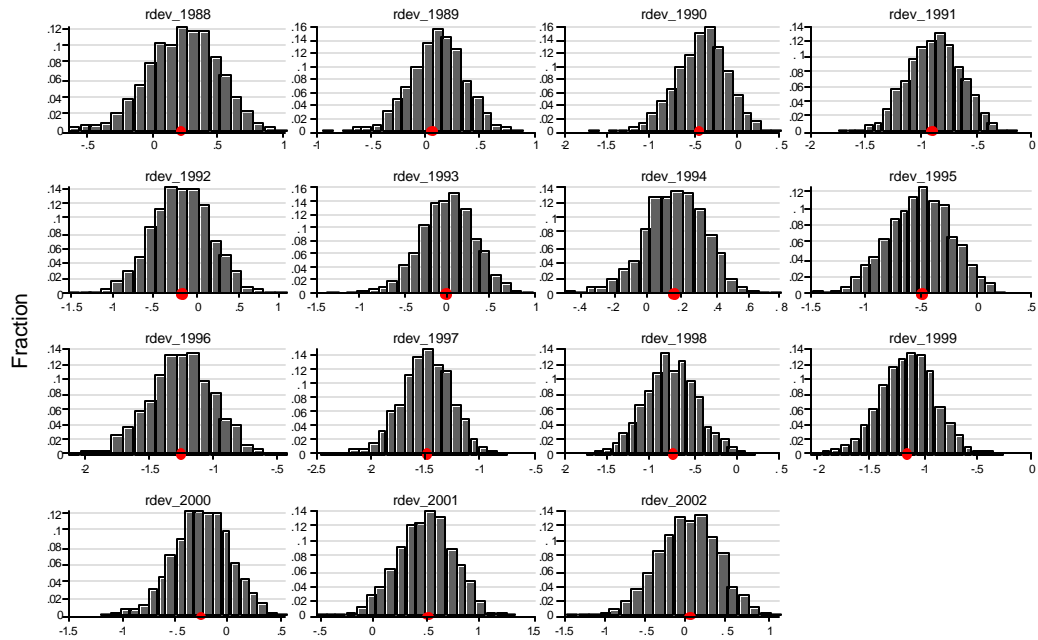 rdev_1988 rdev_1989 rdev_1990 rdev_1991
.12 .1 .08 .06 .04 .02 0
-.5 0 .5 1
.16 .14 .12 .1 .08 .06 .04 .02 0
-1 -.5 0 .5 1
.16 .14 .12 .1 .08 .06 .04 .02 0
2 -1.5 -1 -.5 0 .5
.14 .12 .1 .08 .06 .04 .02 0
-2 -1.5 -1 -.5 0
rdev_1992 rdev_1993 rdev_1994 rdev_1995
.14 .12 .1 .08 .06 .04 .02 0
-1.5 -1 -.5 0 .5 1
.16 .14 .12 .1 .08 .06 .04 .02 0
-1.5 -1 -.5 0 .5 1
.14 .12 .1 .08 .06 .04 .02 0
-.4 -.2 0 .2 .4 .6 .8
.12 .1 .08 .06 .04 .02 0
-1.5 -1 -.5 0 .5
Fraction
rdev_1996 rdev_1997 rdev_1998 rdev_1999
.14 .12 .1 .08 .06 .04 .02 0
2 -1.5 -1 -.5
.14 .12 .1 .08 .06 .04 .02 0
-2.5 -2 -1.5 -1 -.5
.14 .12 .1 .08 .06 .04 .02 0
2 -1.5 -1 -.5 0 .5
.14 .12 .1 .08 .06 .04 .02 0
-2 -1.5 -1 -.5 0
rdev_2000 rdev_2001 rdev_2002
.12 .1 .08 .06 .04 .02 0
-1.5 -1 -.5 0 .5
.14 .12 .1 .08 .06 .04 .02 0
-.5 0 .5 1 15
.14 .12 .1 .08 .06 .04 .02 0
-1.5 -1 -.5 0 .5 1